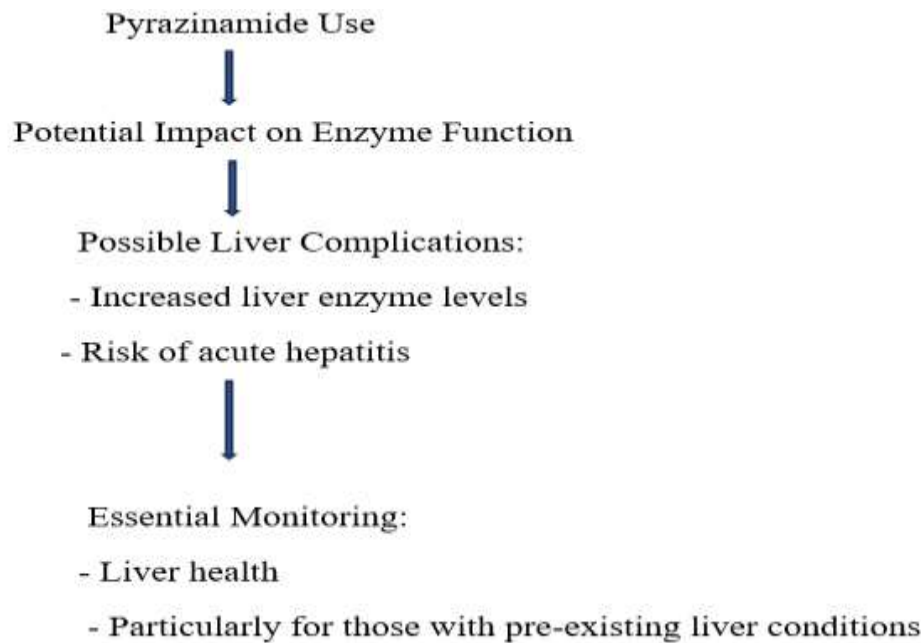 Pyrazinamide Use
Potential Impact on Enzyme Function
Possible Liver Complications:
- Increased liver enzyme levels
- Risk of acute hepatitis
Essential Monitoring:
- Liver health
- Particularly for those with pre-existing liver conditions